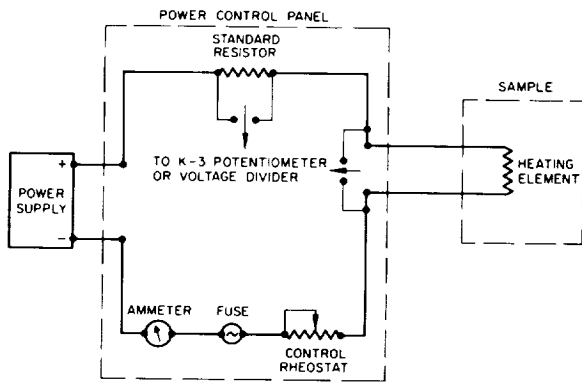 POWER CONTROL PANEL
STANDARD
RESISTOR
SAMPLE
TO K-3 POTENTIOMETER
OR VOLTAGE DIVIDER
HEATING
ELEMENT
+
POWER
SUPPLY
−
AMMETER
FUSE
CONTROL
RHEOSTAT